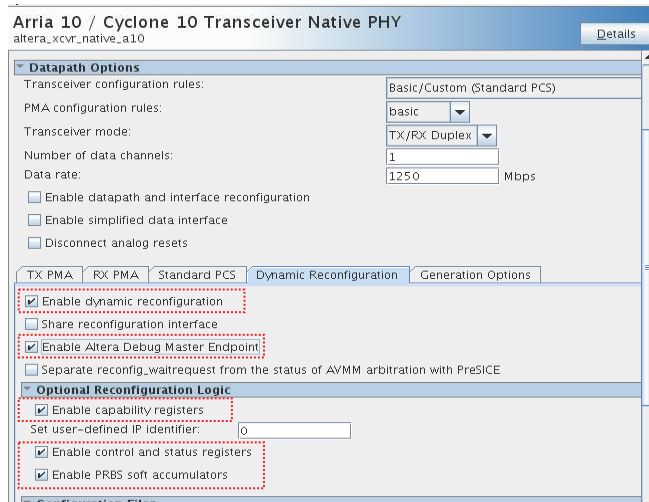 Arria 10 / Cyclone 10 Transceiver Native PHY
altera_xcvr_native_a10
Details
Datapath Options
Transceiver configuration rules: Basic/Custom (Standard PCS)
PMA configuration rules: basic
Transceiver mode: TX/RX Duplex
Number of data channels: 1
Data rate: 1250 Mbps
Enable datapath and interface reconfiguration
Enable simplified data interface
Disconnect analog resets
TX PMA RX PMA Standard PCS Dynamic Reconfiguration Generation Options
Enable dynamic reconfiguration
Share reconfiguration interface
Enable Altera Debug Master Endpoint
Separate reconfig_waitrequest from the status of AVMM arbitration with PreSICE
Optional Reconfiguration Logic
Enable capability registers
Set user-defined IP identifier: 0
Enable control and status registers
Enable PRBS soft accumulators
Configuration Files